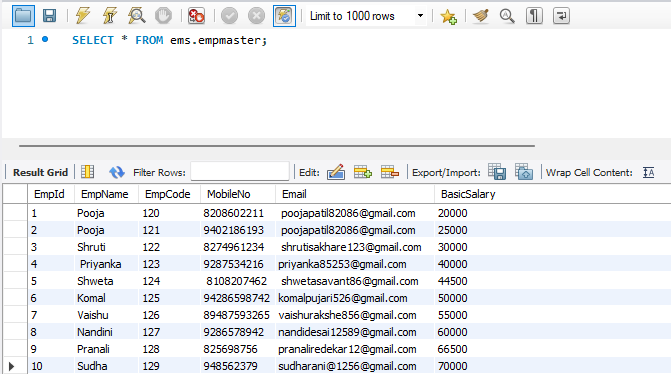 Limit to 1000 rows
1 SELECT * FROM ems.empmaster;
Result Grid Filter Rows: Edit: Export/Import: Wrap Cell Content:
EmpId EmpName EmpCode MobileNo Email BasicSalary
1 Pooja 120 8208602211 poojapatil82086@gmail.com 20000
2 Pooja 121 9402186193 poojapatil82086@gmail.com 25000
3 Shruti 122 8274961234 shrutisakhare123@gmail.com 30000
4 Priyanka 123 9287534216 priyanka85253@gmail.com 40000
5 Shweta 124 8108207462 shwetasavant86@gmail.com 44500
6 Komal 125 94286598742 komalpujari526@gmail.com 50000
7 Vaishu 126 89487593265 vaishurakshe856@gmail.com 55000
8 Nandini 127 9286578942 nandidesai12589@gmail.com 60000
9 Pranali 128 825698756 pranaliredekar12@gmail.com 66500
10 Sudha 129 948562379 sudharani@1256@gmail.com 70000